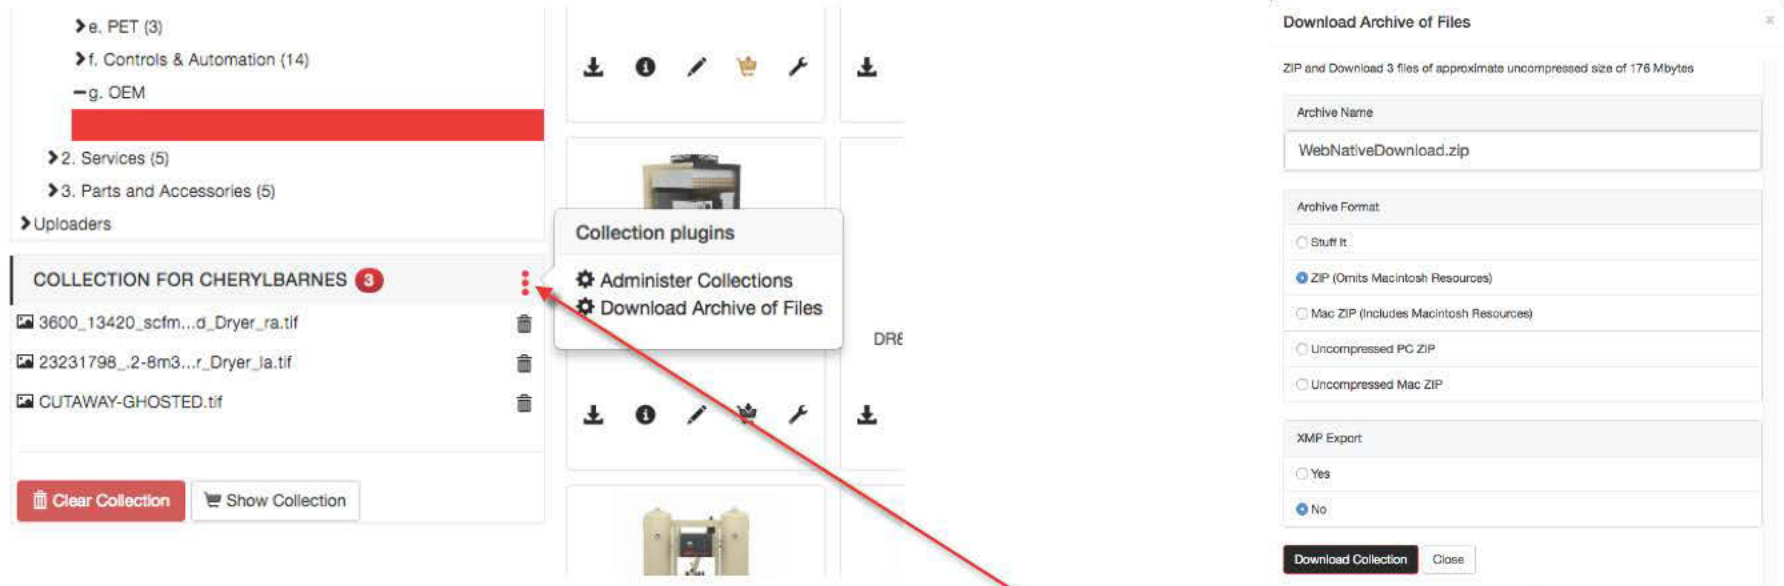 e. PET (3)
f. Controls & Automation (14)
g. OEM
2. Services (5)
3. Parts and Accessories (5)
Uploaders
COLLECTION FOR CHERYLBARNES 3
3600_13420_scfm...d_Dryer_ra.tif
23231798_.2-8m3...r_Dryer_la.tif
CUTAWAY-GHOSTED.tif
Clear Collection
Show Collection
Collection plugins
Administer Collections
Download Archive of Files
DRE
Download Archive of Files
ZIP and Download 3 files of approximate uncompressed size of 176 Mbytes
Archive Name
WebNativeDownload.zip
Archive Format
Stuff It
ZIP (Omits Macintosh Resources)
Mac ZIP (Includes Macintosh Resources)
Uncompressed PC ZIP
Uncompressed Mac ZIP
XMP Export
Yes
No
Download Collection
Close